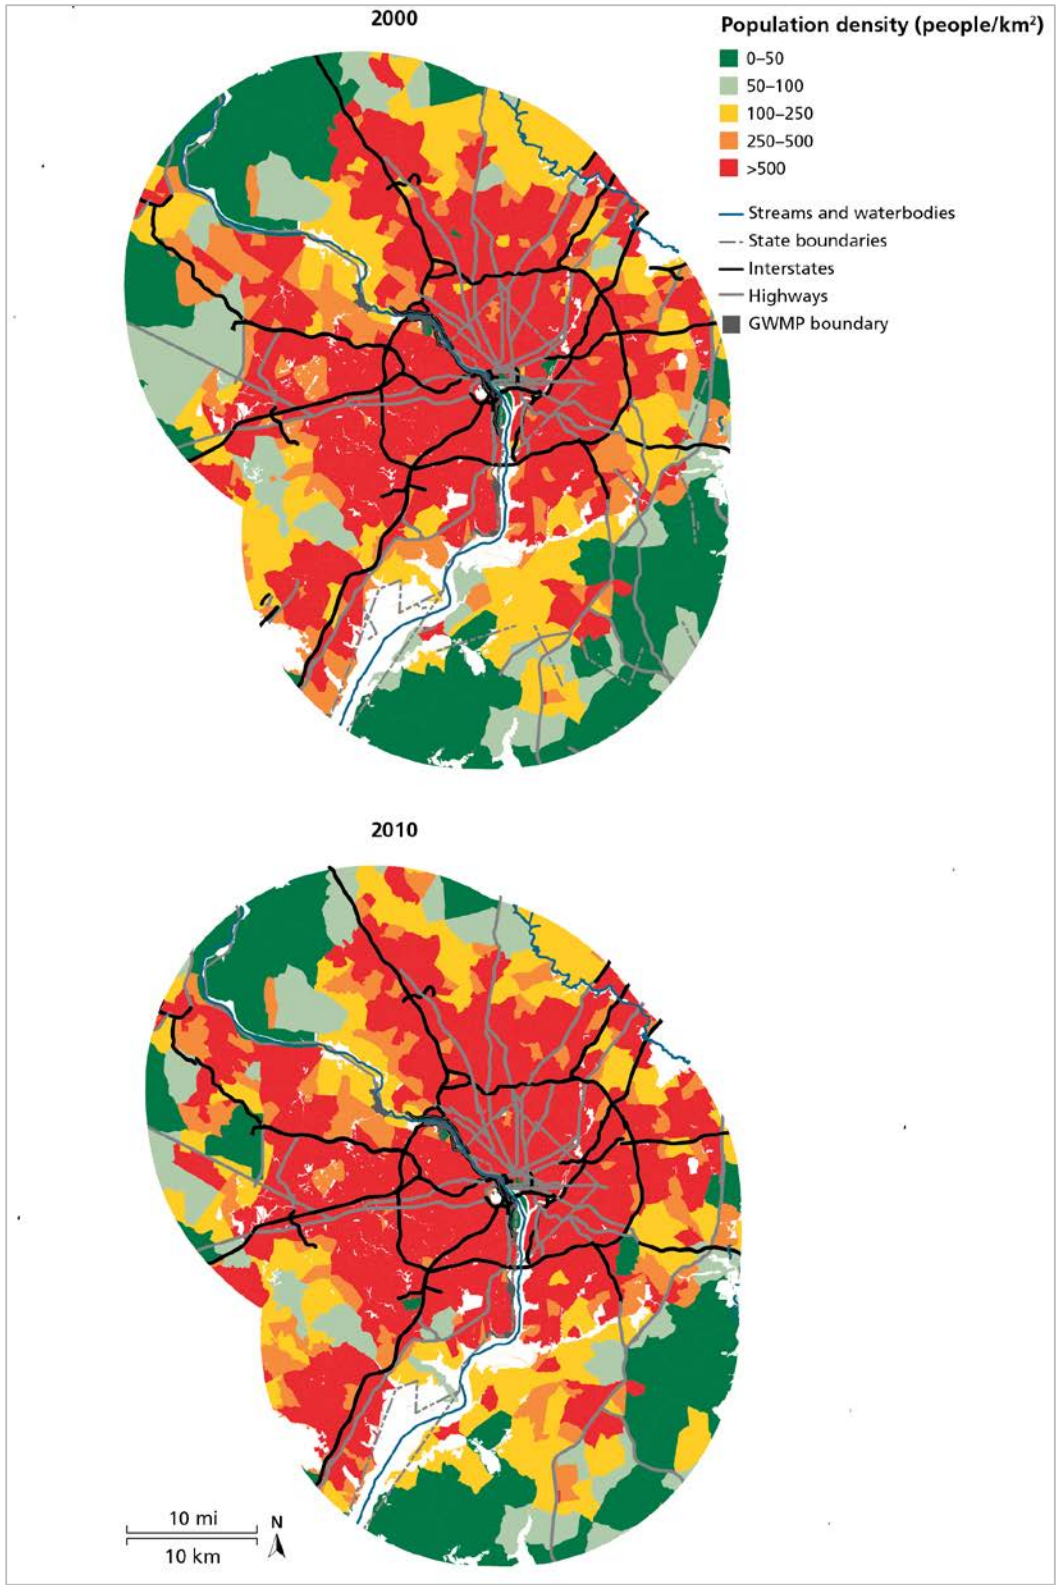 2000
Population density (people/km²)
0–50
50–100
100–250
250–500
>500
Streams and waterbodies
State boundaries
Interstates
Highways
GWMP boundary
2010
10 mi
N
10 km